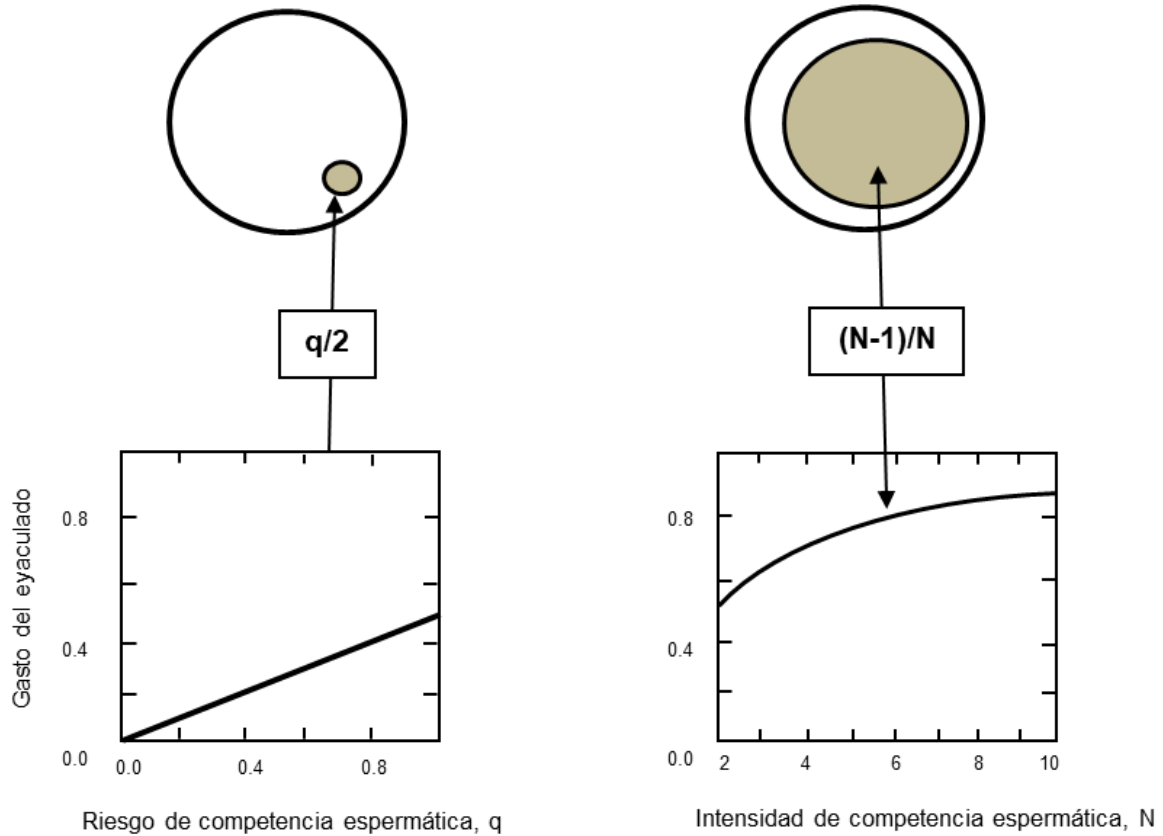 q/2
(N-1)/N
Gasto del eyaculado
0.8
0.4
0.0
0.0 0.4 0.8
Riesgo de competencia espermática, q
0.8
0.4
0.0
2 4 6 8 10
Intensidad de competencia espermática, N